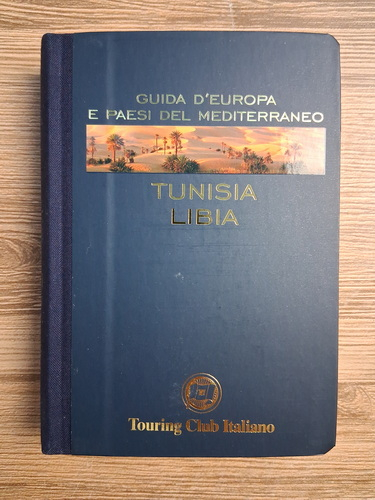 GUIDA D'EUROPA
E PAESI DEL MEDITERRANEO
TUNISIA
LIBIA
Touring Club Italiano